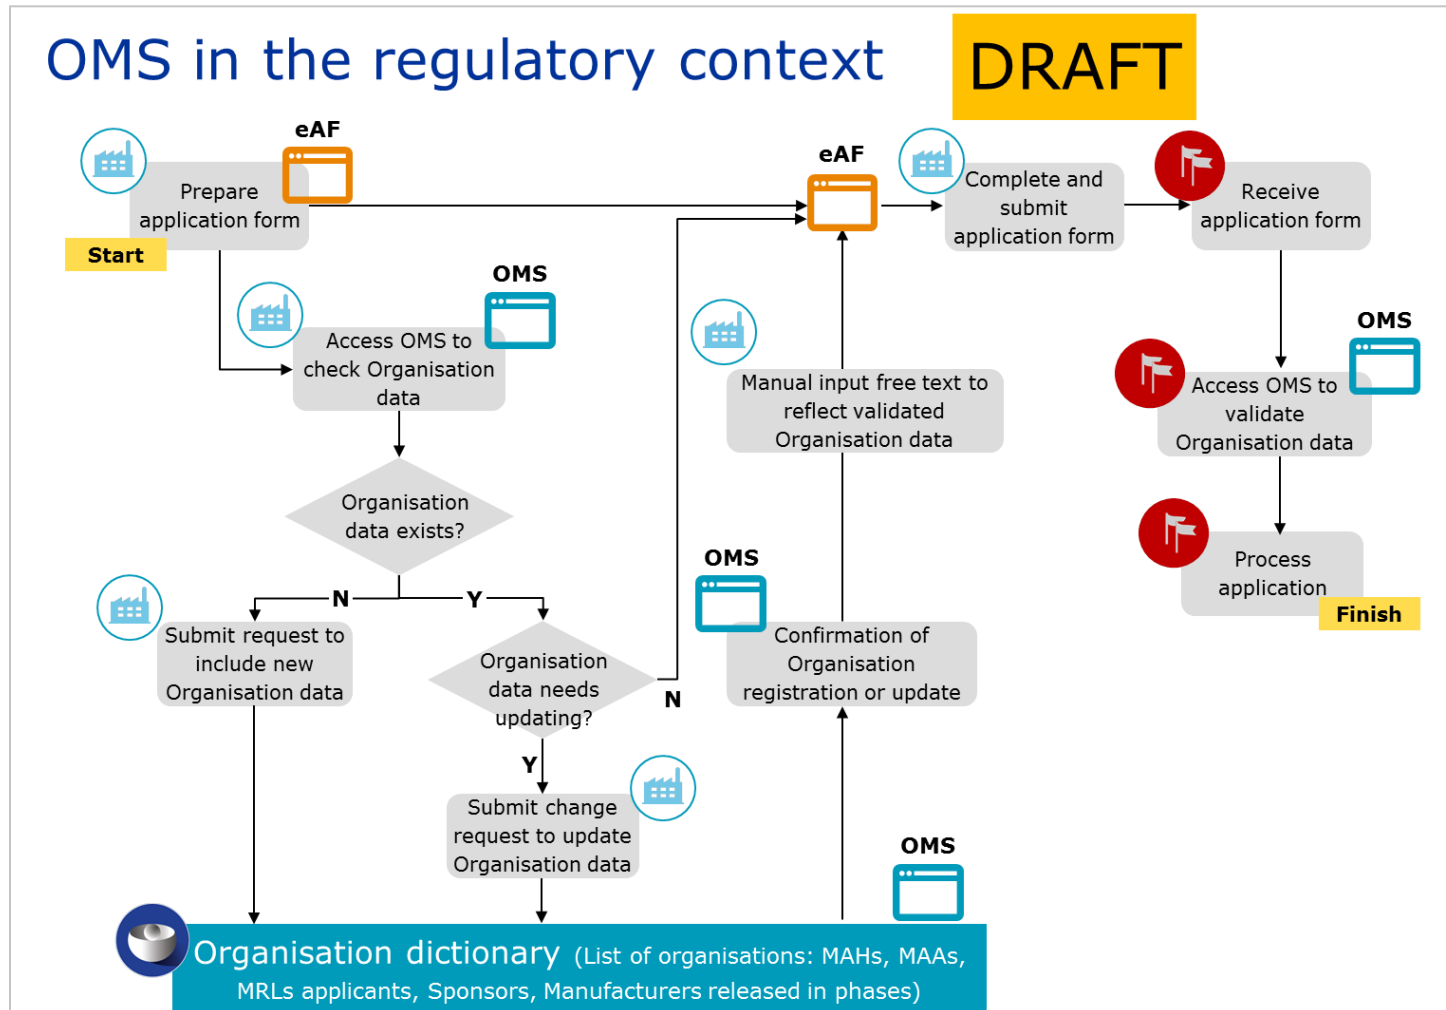 OMS in the regulatory context
DRAFT
eAF
Prepare
application form
Start
OMS
Access OMS to
check Organisation
data
Organisation
data exists?
N
Y
Submit request to
include new
Organisation data
Organisation
data needs
updating?
N
Y
Submit change
request to update
Organisation data
Organisation dictionary (List of organisations: MAHs, MAAs,
MRLs applicants, Sponsors, Manufacturers released in phases)
OMS
OMS
Confirmation of
Organisation
registration or update
Manual input free text to
reflect validated
Organisation data
eAF
Complete and
submit
application form
Receive
application form
OMS
Access OMS to
validate
Organisation data
Process
application
Finish